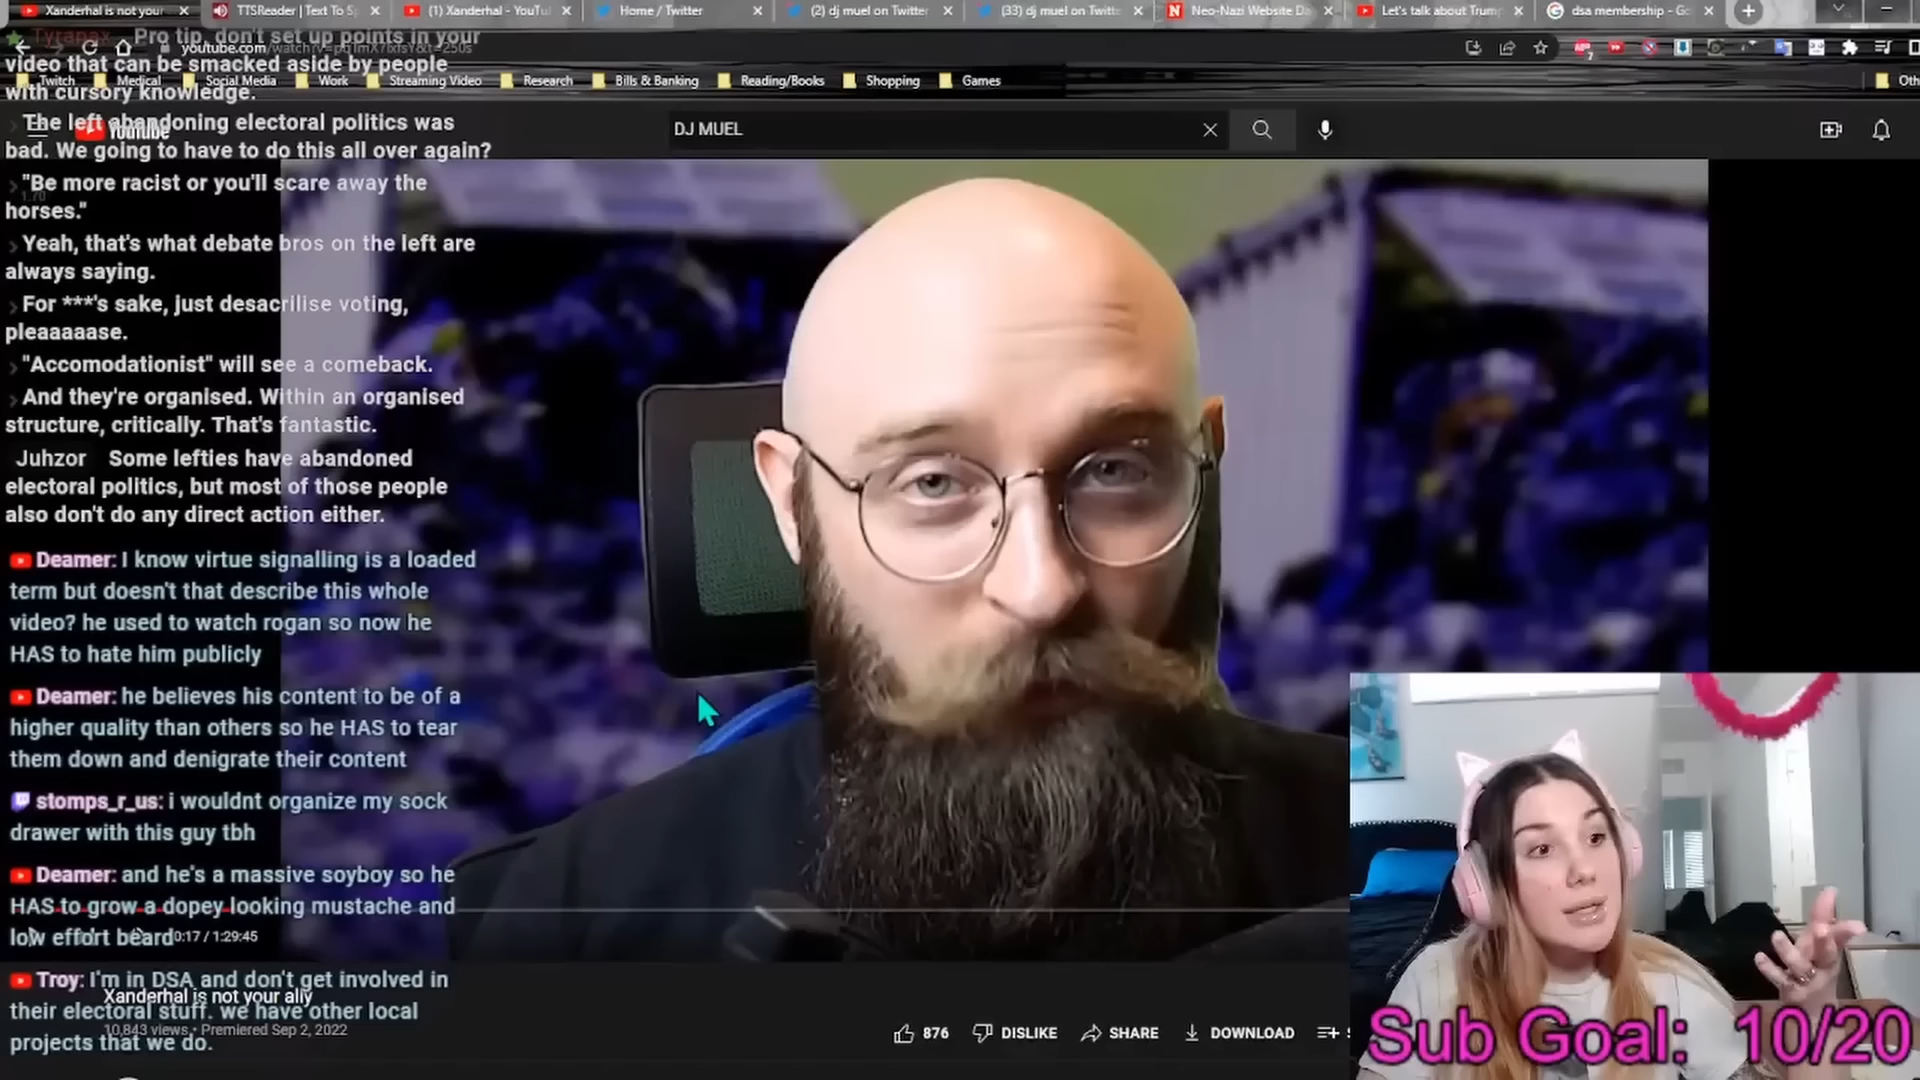 Xanderhal is not your
TTSReader | Text To S
(1) Xanderhal - YouTu
Home / Twitter
(2) dj muel on Twitter
(33) dj muel on Twitt
Neo-Nazi Website Da
Let's talk about Trump
dsa membership - Go
youtube.com/watch?v=
Twitch
Medical
Social Media
Work
Streaming Video
Research
Bills & Banking
Reading/Books
Shopping
Games
Oth
YouTube
DJ MUEL
Tyrapax Pro tip, don't set up points in your
video that can be smacked aside by people
with cursory knowledge.
The left abandoning electoral politics was
bad. We going to have to do this all over again?
"Be more racist or you'll scare away the
horses."
Yeah, that's what debate bros on the left are
always saying.
For ***'s sake, just desacrilise voting,
pleaaaaase.
"Accomodationist" will see a comeback.
And they're organised. Within an organised
structure, critically. That's fantastic.
Juhzor Some lefties have abandoned
electoral politics, but most of those people
also don't do any direct action either.
Deamer: I know virtue signalling is a loaded
term but doesn't that describe this whole
video? he used to watch rogan so now he
HAS to hate him publicly
Deamer: he believes his content to be of a
higher quality than others so he HAS to tear
them down and denigrate their content
stomps_r_us: i wouldnt organize my sock
drawer with this guy tbh
Deamer: and he's a massive soyboy so he
HAS to grow a dopey looking mustache and
low effort beard
0:17 / 1:29:45
Troy: I'm in DSA and don't get involved in
their electoral stuff. we have other local
projects that we do.
Xanderhal is not your ally
10,843 views • Premiered Sep 2, 2022
876
DISLIKE
SHARE
DOWNLOAD
Sub Goal: 10/20